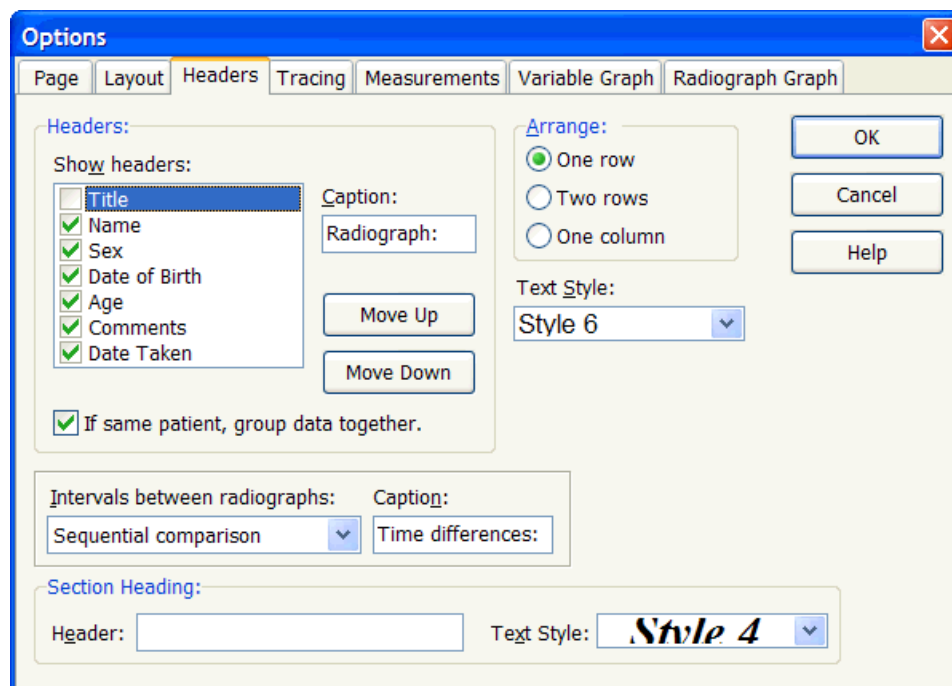 Options
Page Layout Headers Tracing Measurements Variable Graph Radiograph Graph
Headers:
Show headers:
Title
Name
Sex
Date of Birth
Age
Comments
Date Taken
Caption:
Radiograph:
Move Up
Move Down
If same patient, group data together.
Arrange:
One row
Two rows
One column
Text Style:
Style 6
OK
Cancel
Help
Intervals between radiographs:
Sequential comparison
Caption:
Time differences:
Section Heading:
Header:
Text Style:
Style 4